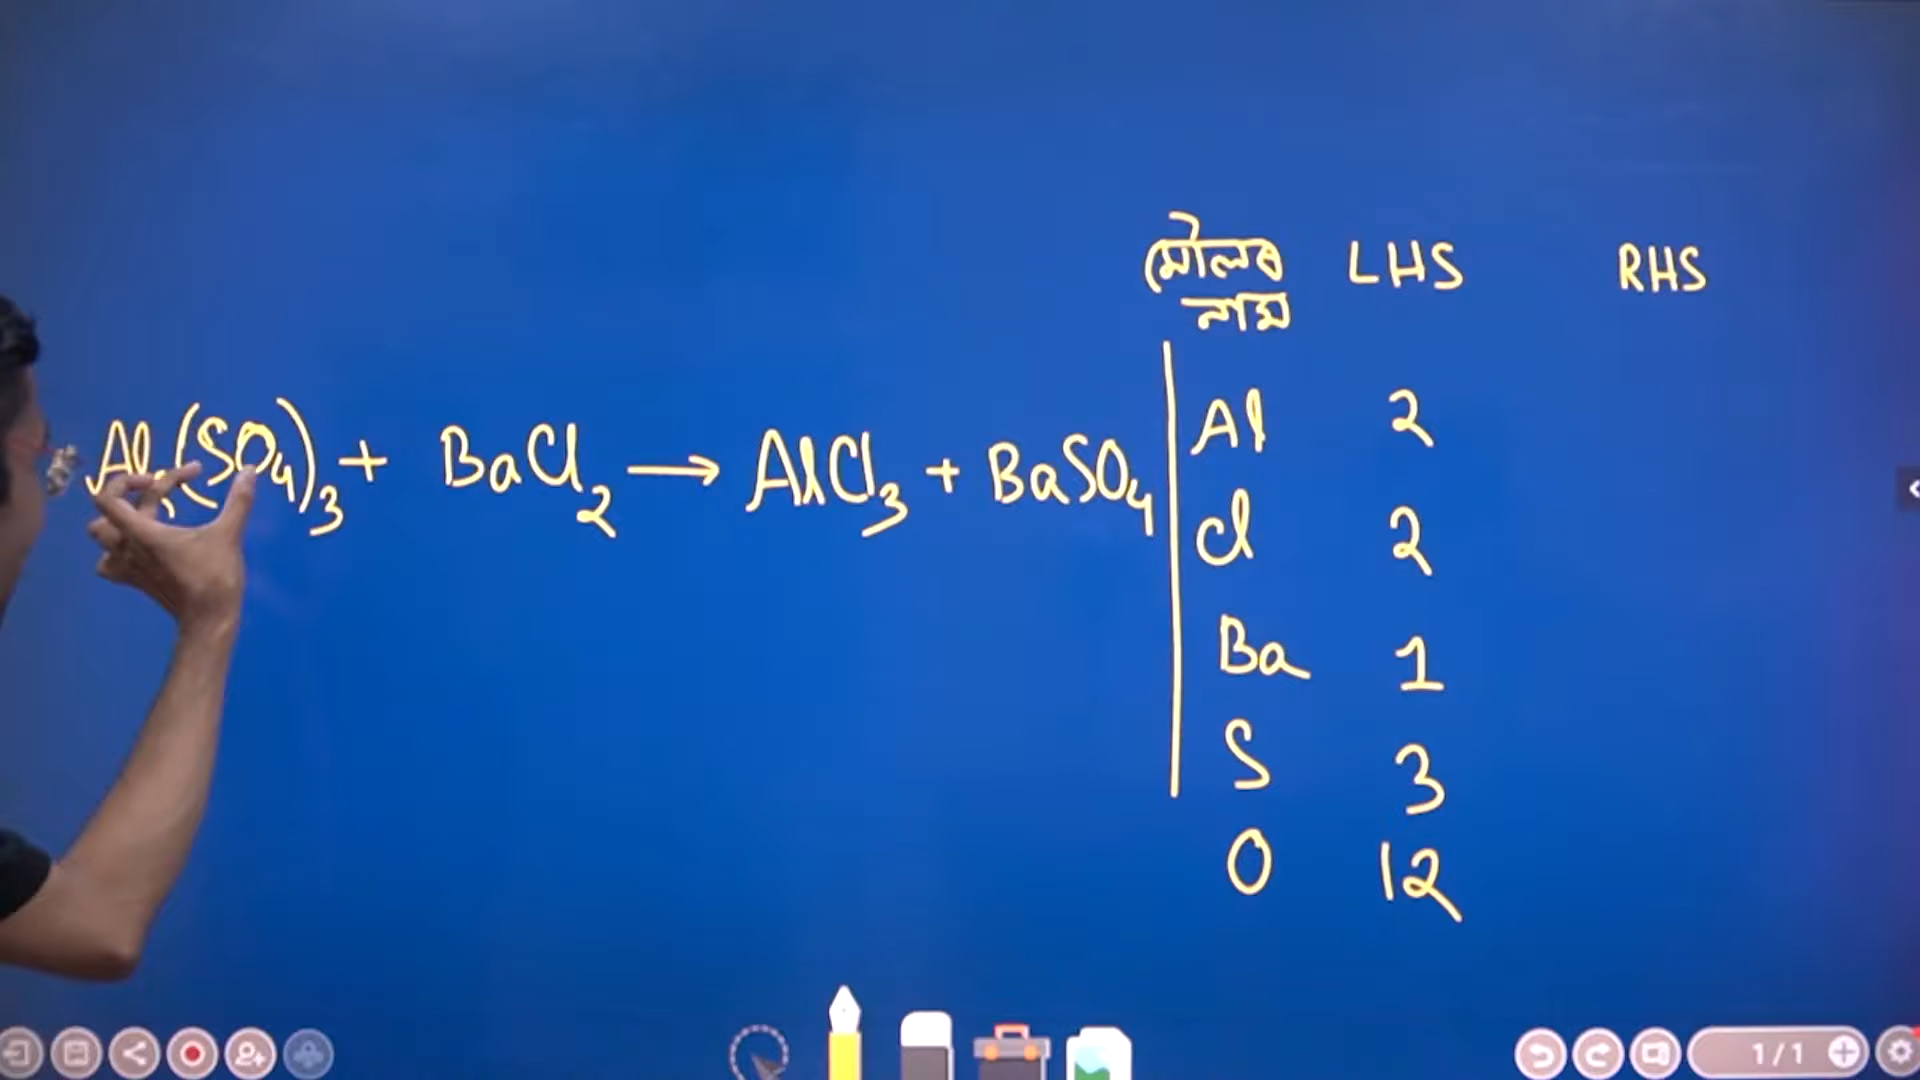 Al₂(SO₄)₃ + BaCl₂ → AlCl₃ + BaSO₄
মৌলৰ নাম LHS RHS
Al 2
Cl 2
Ba 1
S 3
O 12
1/1